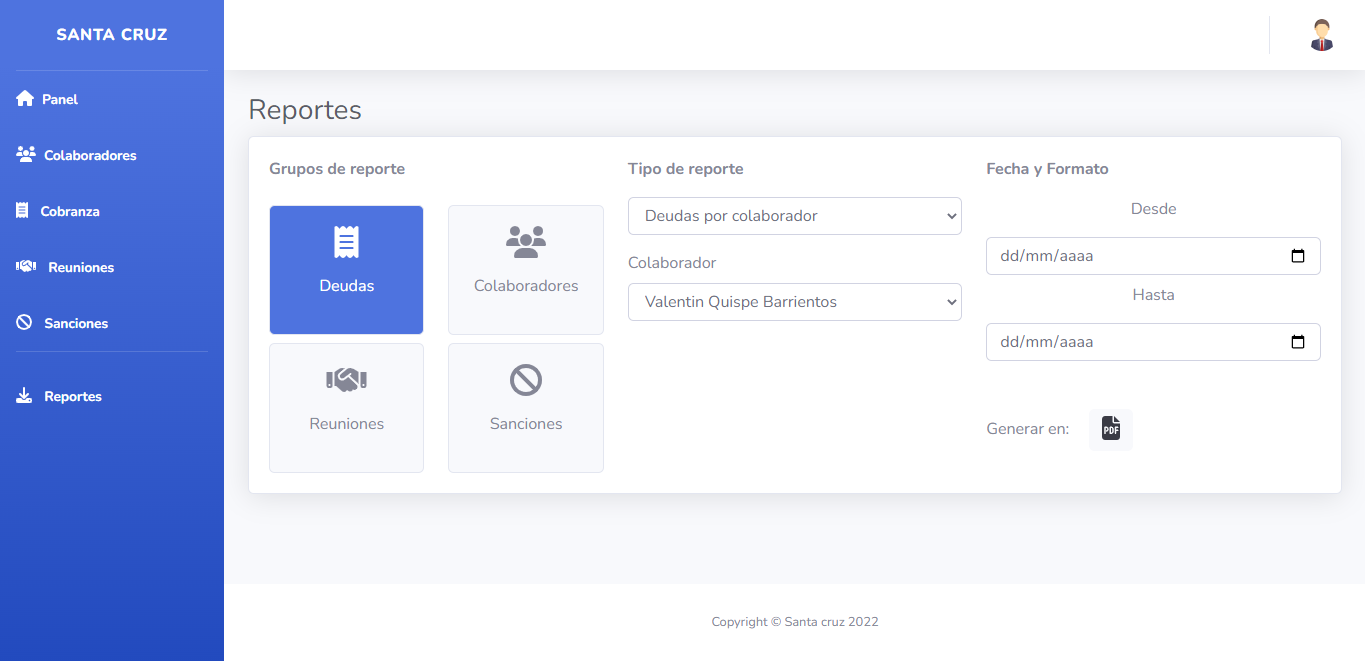 SANTA CRUZ
Panel
Colaboradores
Cobranza
Reuniones
Sanciones
Reportes
Reportes
Grupos de reporte
Deudas
Colaboradores
Reuniones
Sanciones
Tipo de reporte
Deudas por colaborador
Colaborador
Valentin Quispe Barrientos
Fecha y Formato
Desde
dd/mm/aaaa
Hasta
dd/mm/aaaa
Generar en:
PDF
Copyright © Santa cruz 2022